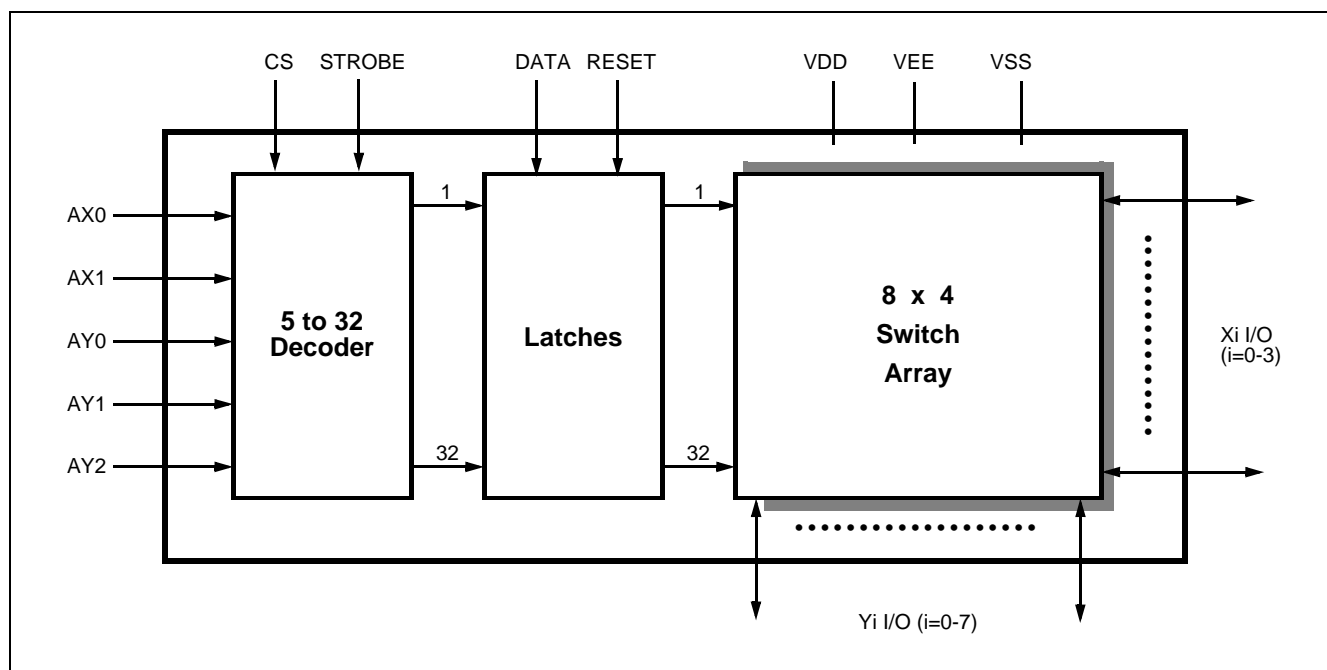 CS STROBE DATA RESET VDD VEE VSS
AX0
AX1
AY0
AY1
AY2
5 to 32
Decoder
1
32
Latches
1
32
8 x 4
Switch
Array
Xi I/O
(i=0-3)
Yi I/O (i=0-7)